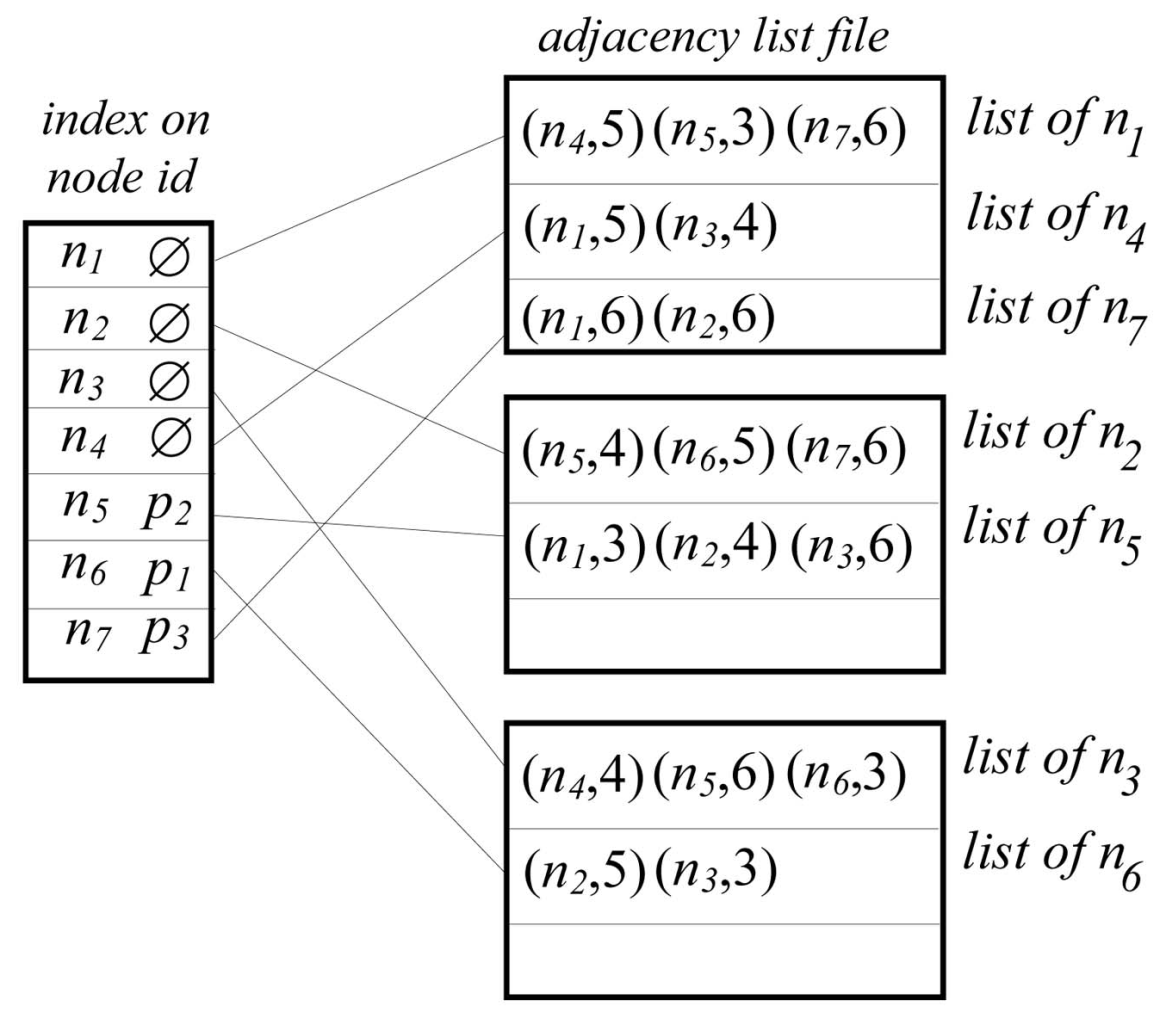 adjacency list file
index on
node id
n₁ ∅
n₂ ∅
n₃ ∅
n₄ ∅
n₅ p₂
n₆ p₁
n₇ p₃
(n₄,5)(n₅,3)(n₇,6) list of n₁
(n₁,5)(n₃,4) list of n₄
(n₁,6)(n₂,6) list of n₇
(n₅,4)(n₆,5)(n₇,6) list of n₂
(n₁,3)(n₂,4)(n₃,6) list of n₅
(n₄,4)(n₅,6)(n₆,3) list of n₃
(n₂,5)(n₃,3) list of n₆